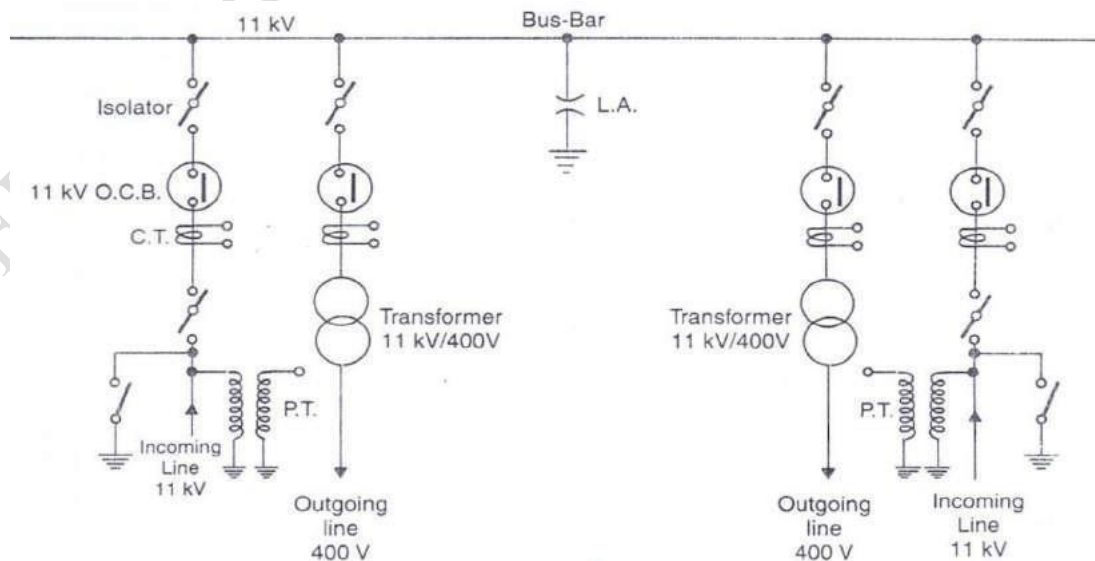 11 kV
Bus-Bar
Isolator
L.A.
11 kV O.C.B.
C.T.
Transformer
11 kV/400V
Transformer
11 kV/400V
P.T.
P.T.
Incoming
Line
11 kV
Outgoing
line
400 V
Outgoing
line
400 V
Incoming
Line
11 kV